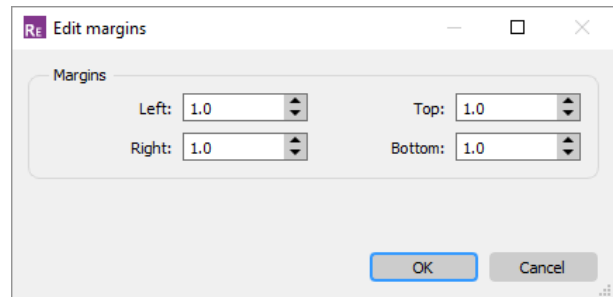 RE Edit margins
Margins
Left: 1.0 Top: 1.0
Right: 1.0 Bottom: 1.0
OK Cancel